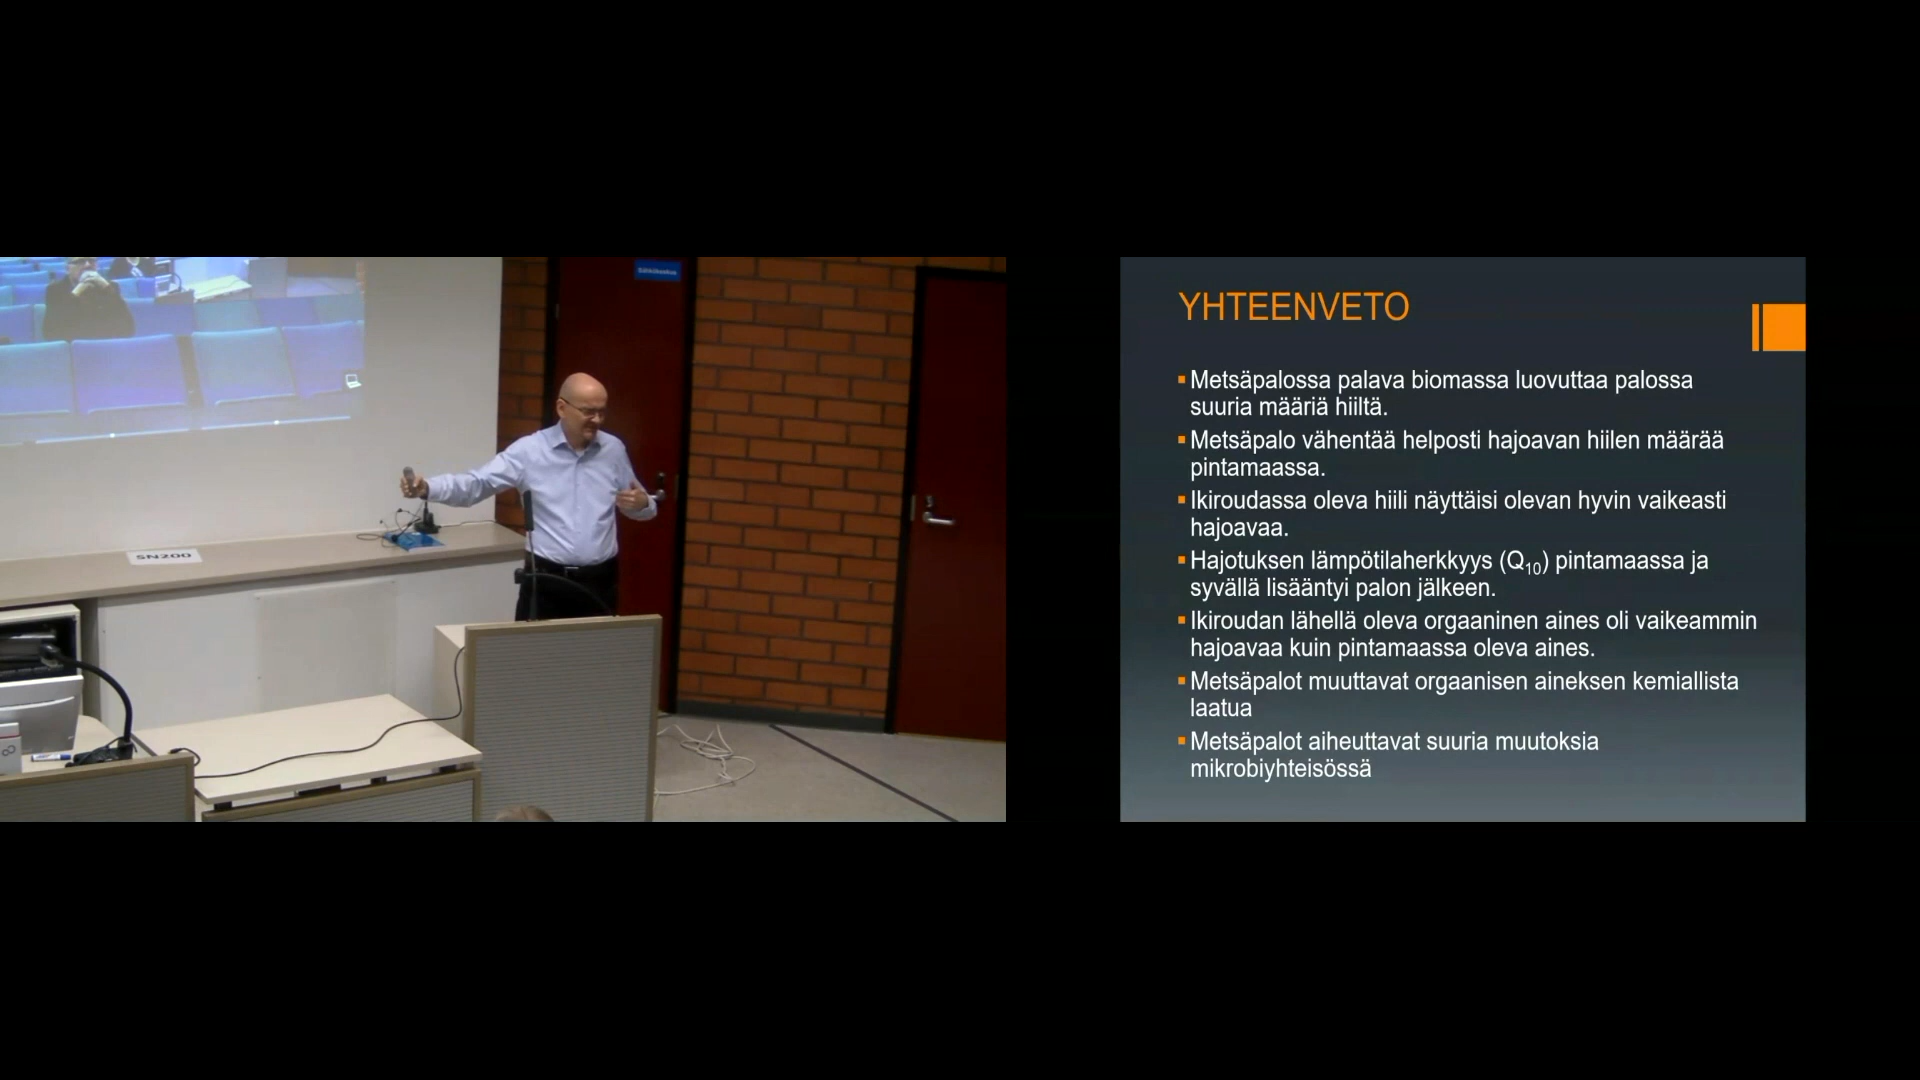 SN200
YHTEENVETO
Metsäpalossa palava biomassa luovuttaa palossa
suuria määriä hiiltä.
Metsäpalo vähentää helposti hajoavan hiilen määrää
pintamaassa.
Ikiroudassa oleva hiili näyttäisi olevan hyvin vaikeasti
hajoavaa.
Hajotuksen lämpötilaherkkyys (Q10) pintamaassa ja
syvällä lisääntyi palon jälkeen.
Ikiroudan lähellä oleva orgaaninen aines oli vaikeammin
hajoavaa kuin pintamaassa oleva aines.
Metsäpalot muuttavat orgaanisen aineksen kemiallista
laatua
Metsäpalot aiheuttavat suuria muutoksia
mikrobiyhteisössä